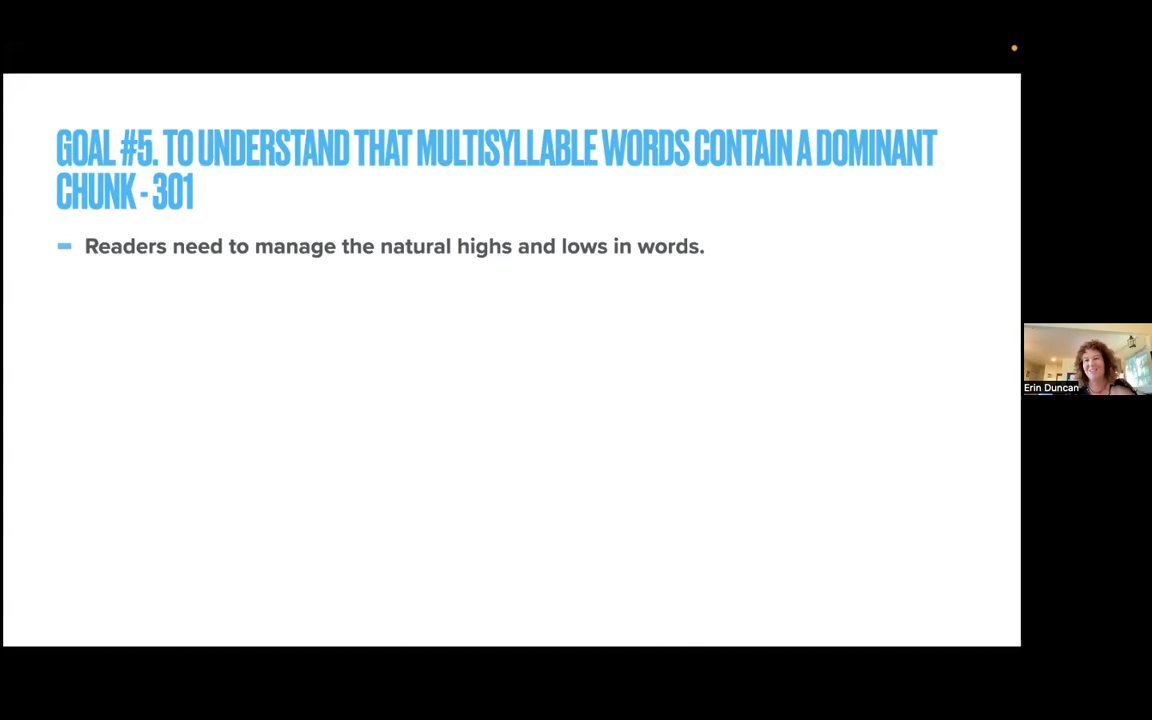 GOAL #5. TO UNDERSTAND THAT MULTISYLLABLE WORDS CONTAIN A DOMINANT
CHUNK - 301
Readers need to manage the natural highs and lows in words.
Erin Duncan